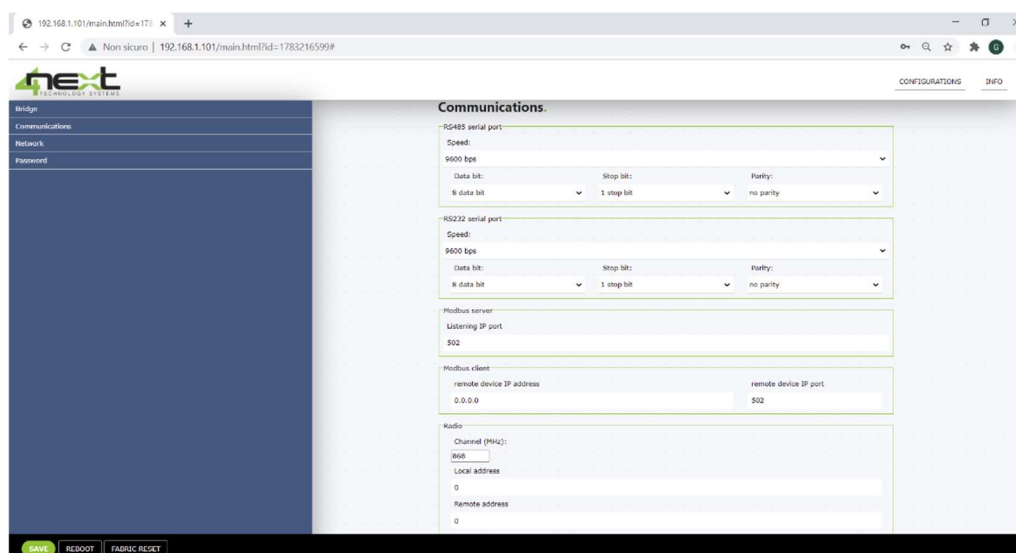 192.168.1.101/main.html?id=178
Non sicuro | 192.168.1.101/main.html?id=1783216599#
G
4next
TECHNOLOGY SYSTEMS
CONFIGURATIONS INFO
Bridge
Communications
Network
Password
Communications.
RS485 serial port
Speed:
9600 bps
Data bit: Stop bit: Parity:
8 data bit 1 stop bit no parity
RS232 serial port
Speed:
9600 bps
Data bit: Stop bit: Parity:
8 data bit 1 stop bit no parity
Modbus server
Listening IP port
502
Modbus client
remote device IP address remote device IP port
0.0.0.0 502
Radio
Channel (MHz):
868
Local address
0
Remote address
0
SAVE REBOOT FABRIC RESET